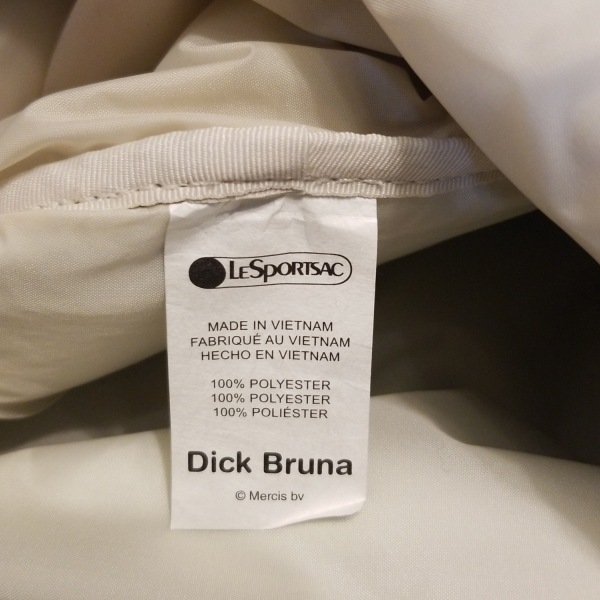 LESPORTSAC
MADE IN VIETNAM
FABRIQUÉ AU VIETNAM
HECHO EN VIETNAM
100% POLYESTER
100% POLYESTER
100% POLIÉSTER
Dick Bruna
© Mercis bv